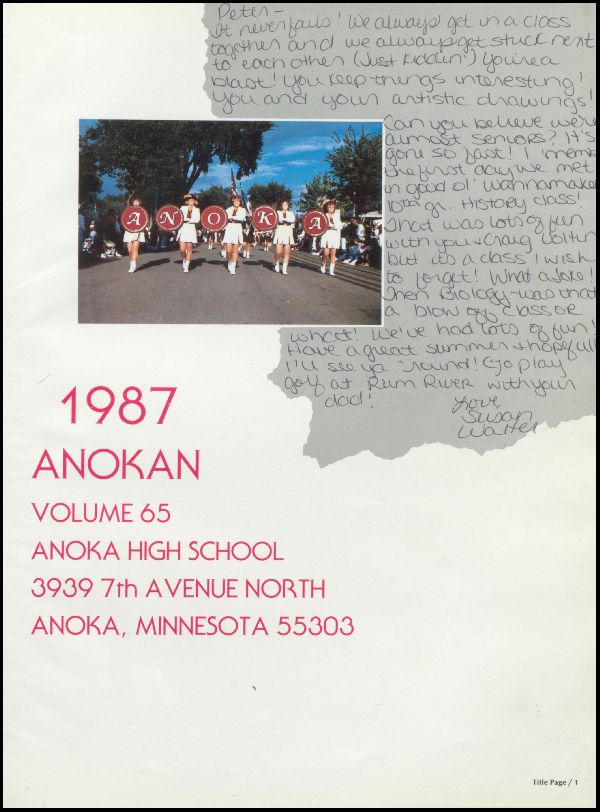 Peter -
It never fails! We always get in a class
together and we always get stuck next
to each other (Just Kiddin') You're a
blast! You keep things interesting!
You and your artistic drawings!
Can you believe we're
almost seniors? It's
gone so fast! I
the first day we met
in good ol'
10th gr. History class!
That was lots of fun
with you & Craig
but it's a class I wish
to forget! What a joke!
Then Biology - was that
a blow off class or
what! We've had lots of fun!
Have a great summer & hopefull
I'll see ya 'round! Go play
golf at Rum River with your
dad!
Love
Susan
A N O K A
1987
ANOKAN
VOLUME 65
ANOKA HIGH SCHOOL
3939 7th AVENUE NORTH
ANOKA, MINNESOTA 55303
Title Page / 1